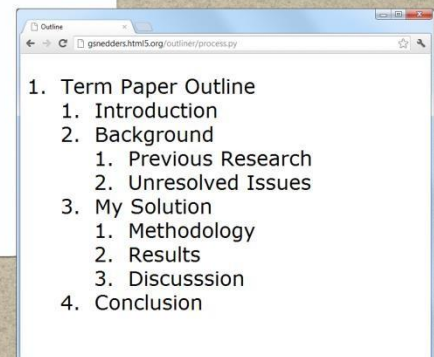 Outline
gsnedders.html5.org/outliner/process.py
1. Term Paper Outline
1. Introduction
2. Background
1. Previous Research
2. Unresolved Issues
3. My Solution
1. Methodology
2. Results
3. Discusssion
4. Conclusion